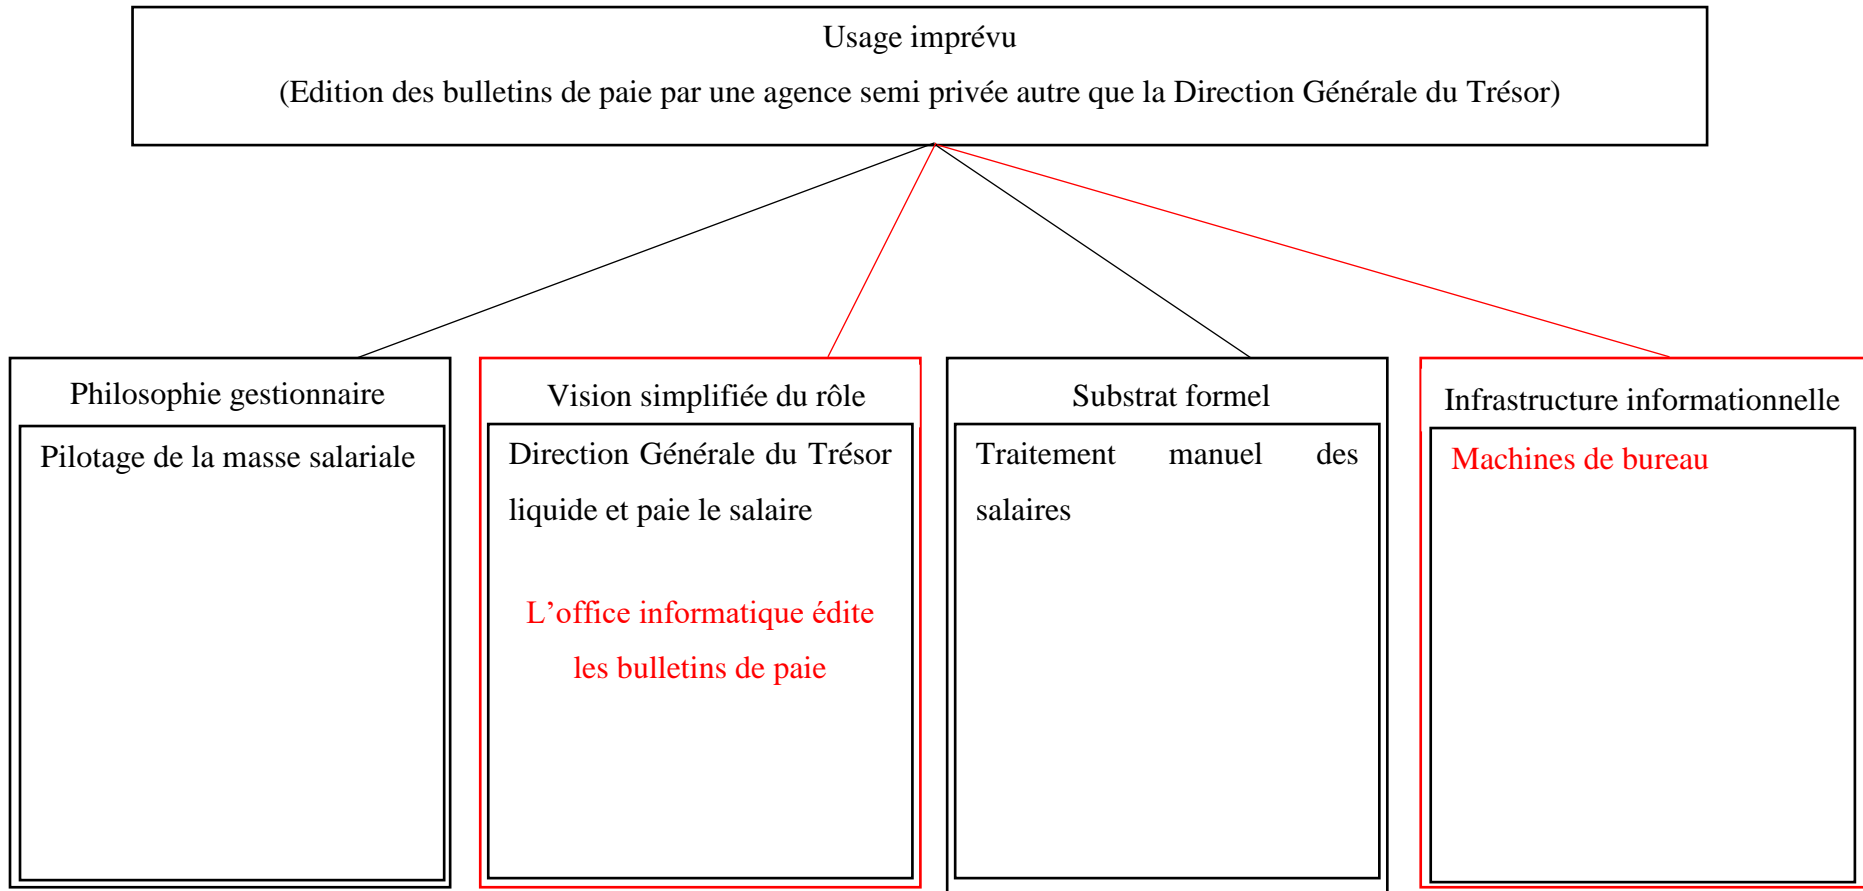 Usage imprévu
(Edition des bulletins de paie par une agence semi privée autre que la Direction Générale du Trésor)
Philosophie gestionnaire
Pilotage de la masse salariale
Vision simplifiée du rôle
Direction Générale du Trésor
liquide et paie le salaire
L’office informatique édite
les bulletins de paie
Substrat formel
Traitement manuel des
salaires
Infrastructure informationnelle
Machines de bureau